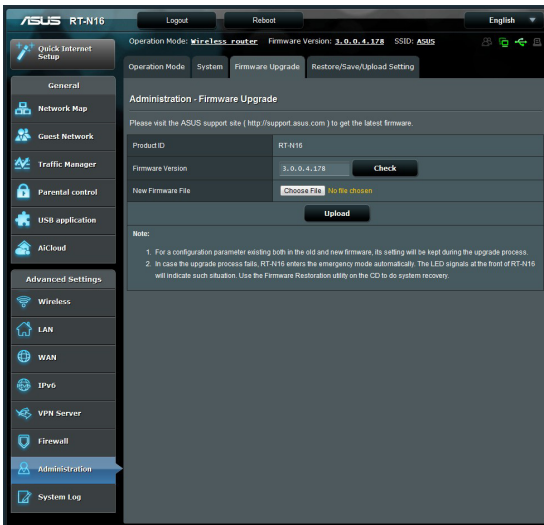 ASUS RT-N16
Logout
Reboot
English
Quick Internet
Setup
Operation Mode: Wireless router Firmware Version: 3.0.0.4.178 SSID: ASUS
Operation Mode
System
Firmware Upgrade
Restore/Save/Upload Setting
General
Network Map
Guest Network
Traffic Manager
Parental control
USB application
AiCloud
Advanced Settings
Wireless
LAN
WAN
IPv6
VPN Server
Firewall
Administration
System Log
Administration - Firmware Upgrade
Please visit the ASUS support site ( http://support.asus.com ) to get the latest firmware.
Product ID RT-N16
Firmware Version 3.0.0.4.178 Check
New Firmware File Choose File No file chosen
Upload
Note:
1. For a configuration parameter existing both in the old and new firmware, its setting will be kept during the upgrade process.
2. In case the upgrade process fails, RT-N16 enters the emergency mode automatically. The LED signals at the front of RT-N16
will indicate such situation. Use the Firmware Restoration utility on the CD to do system recovery.